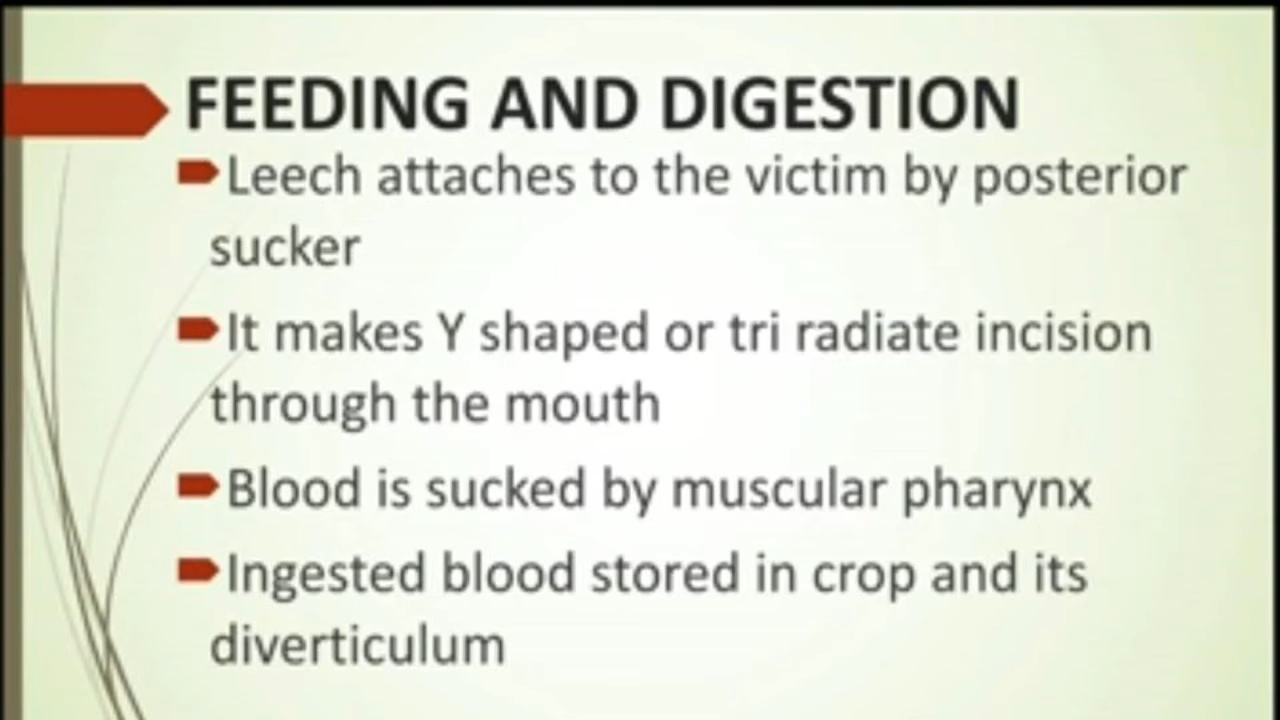 FEEDING AND DIGESTION
Leech attaches to the victim by posterior
sucker
It makes Y shaped or tri radiate incision
through the mouth
Blood is sucked by muscular pharynx
Ingested blood stored in crop and its
diverticulum